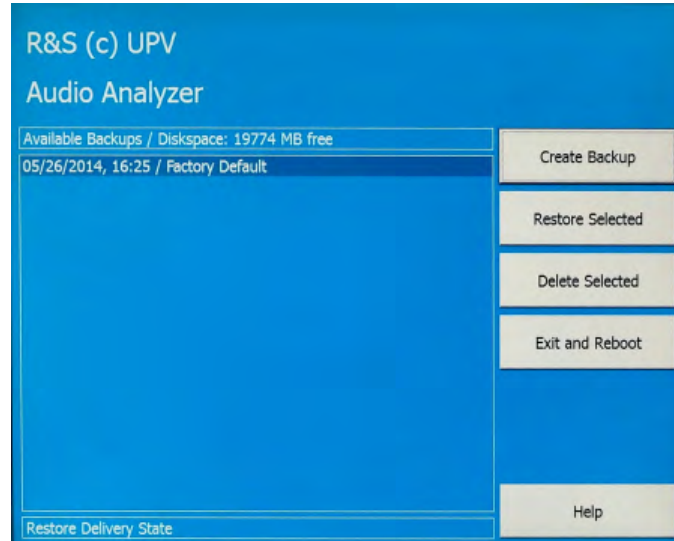 R&S (c) UPV
Audio Analyzer
Available Backups / Diskspace: 19774 MB free
05/26/2014, 16:25 / Factory Default
Create Backup
Restore Selected
Delete Selected
Exit and Reboot
Help
Restore Delivery State